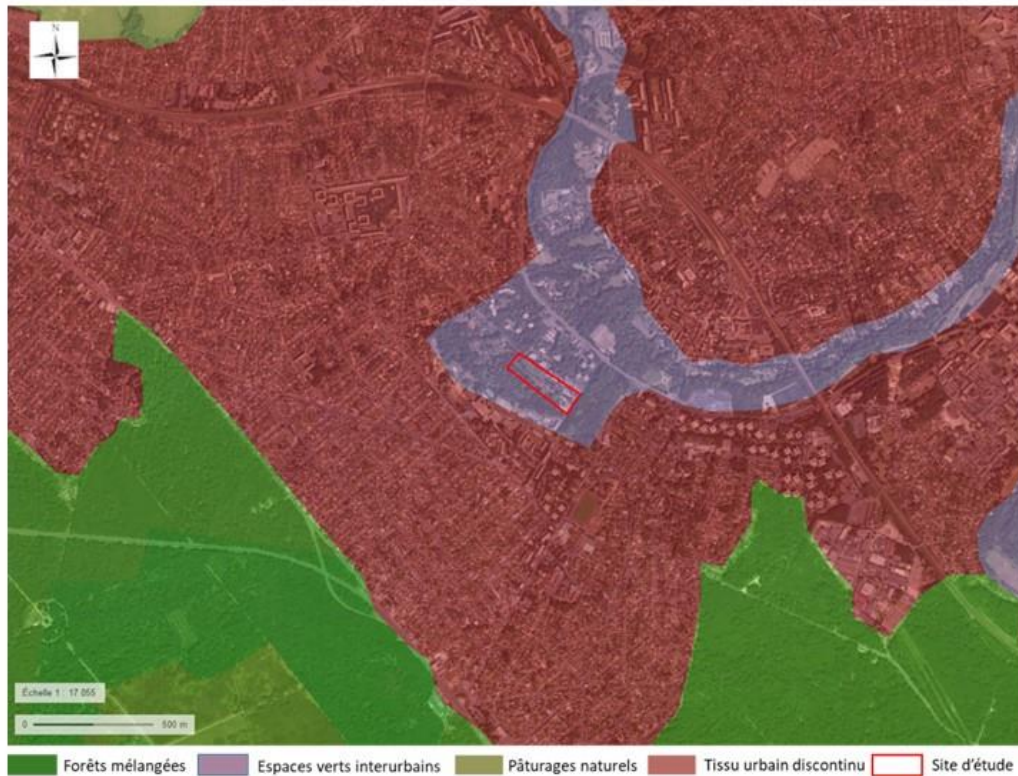 N
Échelle 1 : 17 055
0 500 m
Forêts mélangées Espaces verts interurbains Pâturages naturels Tissu urbain discontinu Site d'étude